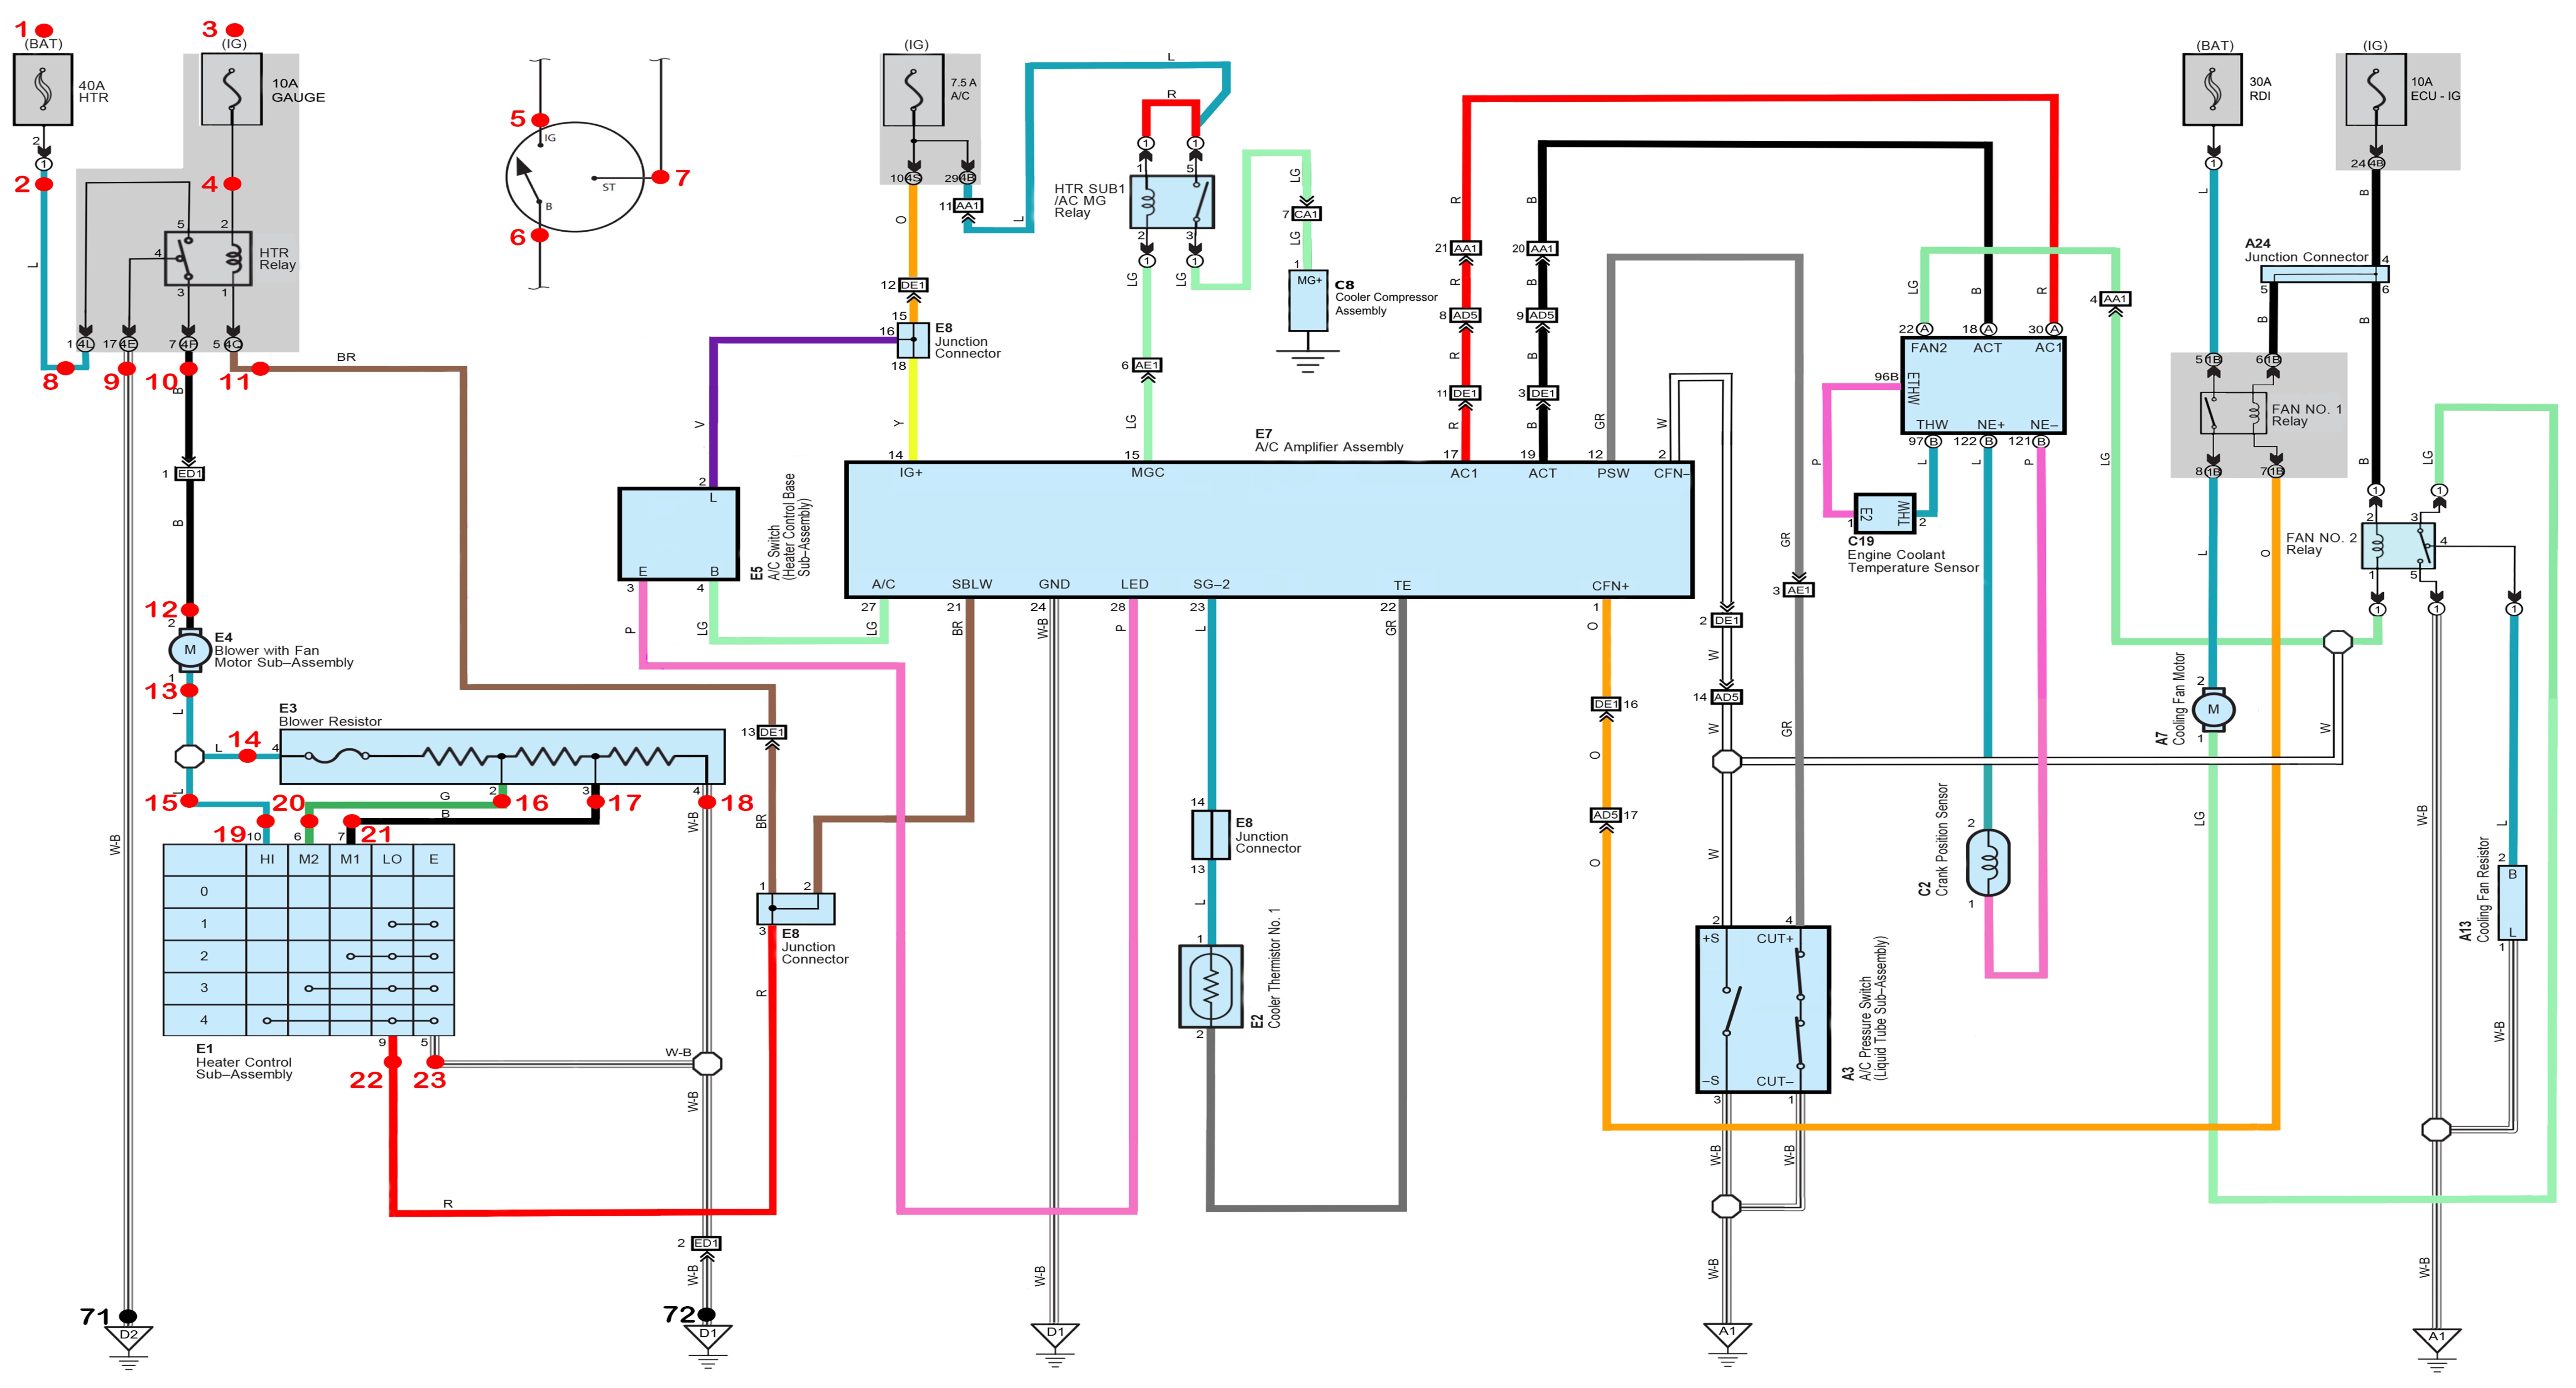 1
(BAT)
40A
HTR
2
1
2
L
3
(IG)
10A
GAUGE
4
5
2
4
HTR
Relay
3
1
1 4L
17 4E
7 4F
5 4C
8
9
10
11
BR
B
1 ED1
B
12
2
M
E4
Blower with Fan
Motor Sub–Assembly
1
13
L
L
14
4
E3
Blower Resistor
15
L
20
G
2
16
3
17
4
18
B
W-B
19
10
6
7
21
HI
M2
M1
LO
E
0
1
2
3
4
E1
Heater Control
Sub–Assembly
9
5
22
23
W-B
W-B
R
2 ED1
W-B
W-B
71
D2
72
D1
5
IG
ST
7
B
6
(IG)
7.5 A
A/C
10 4S
29 4B
11 AA1
O
L
L
12 DE1
15
16
18
E8
Junction
Connector
V
Y
2
L
E
B
3
4
E5
A/C Switch
(Heater Control Base
Sub–Assembly)
P
LG
LG
13 DE1
BR
1
2
3
E8
Junction
Connector
R
R
1
1
1
5
HTR SUB1
/AC MG
Relay
2
3
1
1
LG
LG
6 AE1
LG
LG
7 CA1
LG
1
MG+
C8
Cooler Compressor
Assembly
E7
A/C Amplifier Assembly
14
IG+
15
MGC
17
AC1
19
ACT
12
PSW
2
CFN–
A/C
27
SBLW
21
BR
GND
24
W-B
LED
28
P
SG–2
23
L
TE
22
GR
CFN+
1
O
14
E8
Junction
Connector
13
L
1
2
E2
Cooler Thermistor No. 1
W-B
D1
R
B
21 AA1
20 AA1
R
B
8 AD5
9 AD5
R
B
11 DE1
3 DE1
R
B
GR
W
GR
3 AE1
GR
2 DE1
W
14 AD5
W
W
DE1 16
O
AD5 17
O
2
4
+S
CUT+
–S
CUT–
3
1
A3
A/C Pressure Switch
(Liquid Tube Sub–Assembly)
W-B
W-B
W-B
A1
LG
B
R
22 A
18 A
30 A
FAN2
ACT
AC1
96B
ETHW
THW
NE+
NE–
97 B
122 B
121 B
P
L
L
P
1
E2
THW
2
C19
Engine Coolant
Temperature Sensor
4 AA1
LG
2
C2
Crank Position Sensor
1
(BAT)
30A
RDI
1
L
(IG)
10A
ECU - IG
24 4B
B
A24
Junction Connector
4
5
6
B
B
5 1B
6 1B
FAN NO. 1
Relay
8 1B
7 1B
B
LG
1
1
2
3
FAN NO. 2
Relay
4
1
5
1
1
1
L
O
2
M
A7
Cooling Fan Motor
1
W
LG
W-B
L
2
B
L
1
A13
Cooling Fan Resistor
W-B
W-B
A1